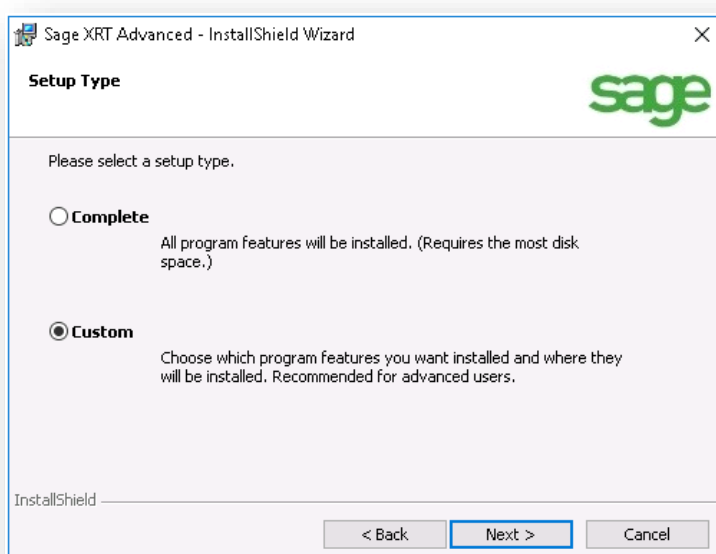 Sage XRT Advanced - InstallShield Wizard
Setup Type
sage
Please select a setup type.
Complete
All program features will be installed. (Requires the most disk
space.)
Custom
Choose which program features you want installed and where they
will be installed. Recommended for advanced users.
InstallShield
< Back
Next >
Cancel